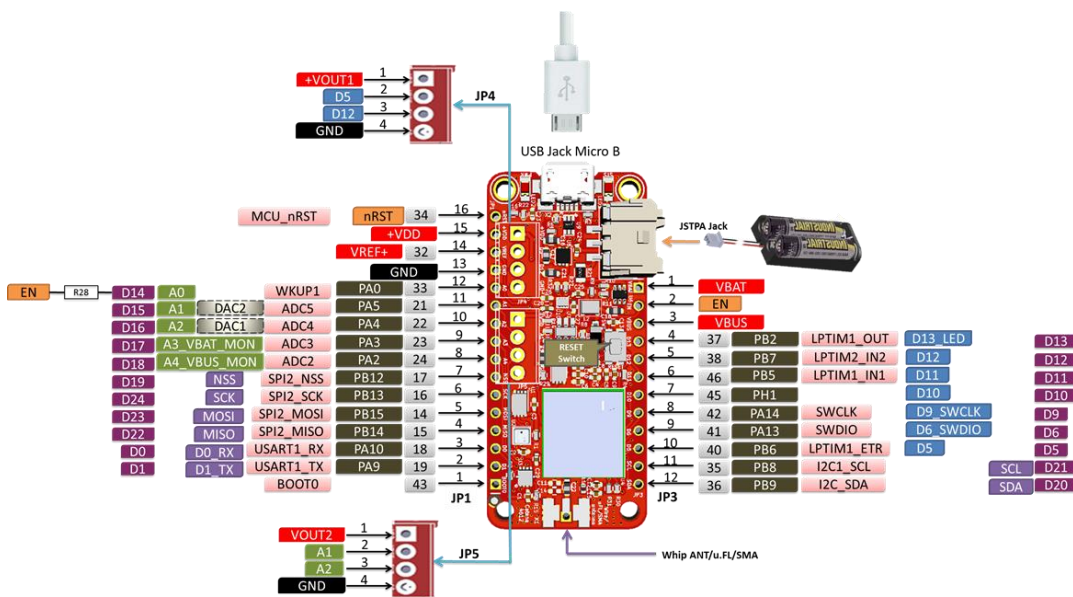 +VOUT1 1
D5 2
D12 3
GND 4
JP4
USB Jack Micro B
MCU_nRST nRST 34 16
+VDD 15
VREF+ 32 14
GND 13
EN R28 D14 A0 WKUP1 PA0 33 12
D15 A1 DAC2 ADC5 PA5 21 11
D16 A2 DAC1 ADC4 PA4 22 10
D17 A3_VBAT_MON ADC3 PA3 23 9
D18 A4_VBUS_MON ADC2 PA2 24 8
D19 NSS SPI2_NSS PB12 17 7
D24 SCK SPI2_SCK PB13 16 6
D23 MOSI SPI2_MOSI PB15 14 5
D22 MISO SPI2_MISO PB14 15 4
D0 D0_RX USART1_RX PA10 18 3
D1 D1_TX USART1_TX PA9 19 2
BOOT0 43 1
JP1
JSTPA Jack
INDUSTRIAL
INDUSTRIAL
RESET
Switch
1 VBAT
2 EN
3 VBUS
4 37 PB2 LPTIM1_OUT D13_LED D13
5 38 PB7 LPTIM2_IN2 D12 D12
6 46 PB5 LPTIM1_IN1 D11 D11
7 45 PH1 D10 D10
8 42 PA14 SWCLK D9_SWCLK D9
9 41 PA13 SWDIO D6_SWDIO D6
10 40 PB6 LPTIM1_ETR D5 D5
11 35 PB8 I2C1_SCL SCL D21
12 36 PB9 I2C_SDA SDA D20
JP3
VOUT2 1
A1 2
A2 3
GND 4
JP5
Whip ANT/u.FL/SMA